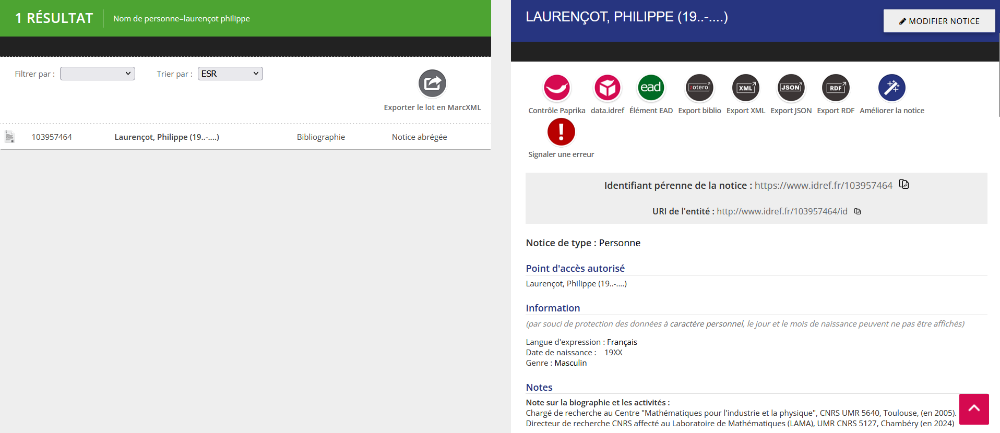 1 RÉSULTAT
Nom de personne=laurençot philippe
Filtrer par :
Trier par : ESR
Exporter le lot en MarcXML
103957464 Laurençot, Philippe (19..-....) Bibliographie Notice abrégée
LAURENÇOT, PHILIPPE (19..-....)
MODIFIER NOTICE
ead
zotero
XML
JSON
RDF
Contrôle Paprika data.idref Élément EAD Export biblio Export XML Export JSON Export RDF Améliorer la notice
Signaler une erreur
Identifiant pérenne de la notice : https://www.idref.fr/103957464
URI de l'entité : http://www.idref.fr/103957464/id
Notice de type : Personne
Point d'accès autorisé
Laurençot, Philippe (19..-....)
Information
(par souci de protection des données à caractère personnel, le jour et le mois de naissance peuvent ne pas être affichés)
Langue d'expression : Français
Date de naissance : 19XX
Genre : Masculin
Notes
Note sur la biographie et les activités :
Chargé de recherche au Centre "Mathématiques pour l'industrie et la physique", CNRS UMR 5640, Toulouse, (en 2005).
Directeur de recherche CNRS affecté au Laboratoire de Mathématiques (LAMA), UMR CNRS 5127, Chambéry (en 2024)